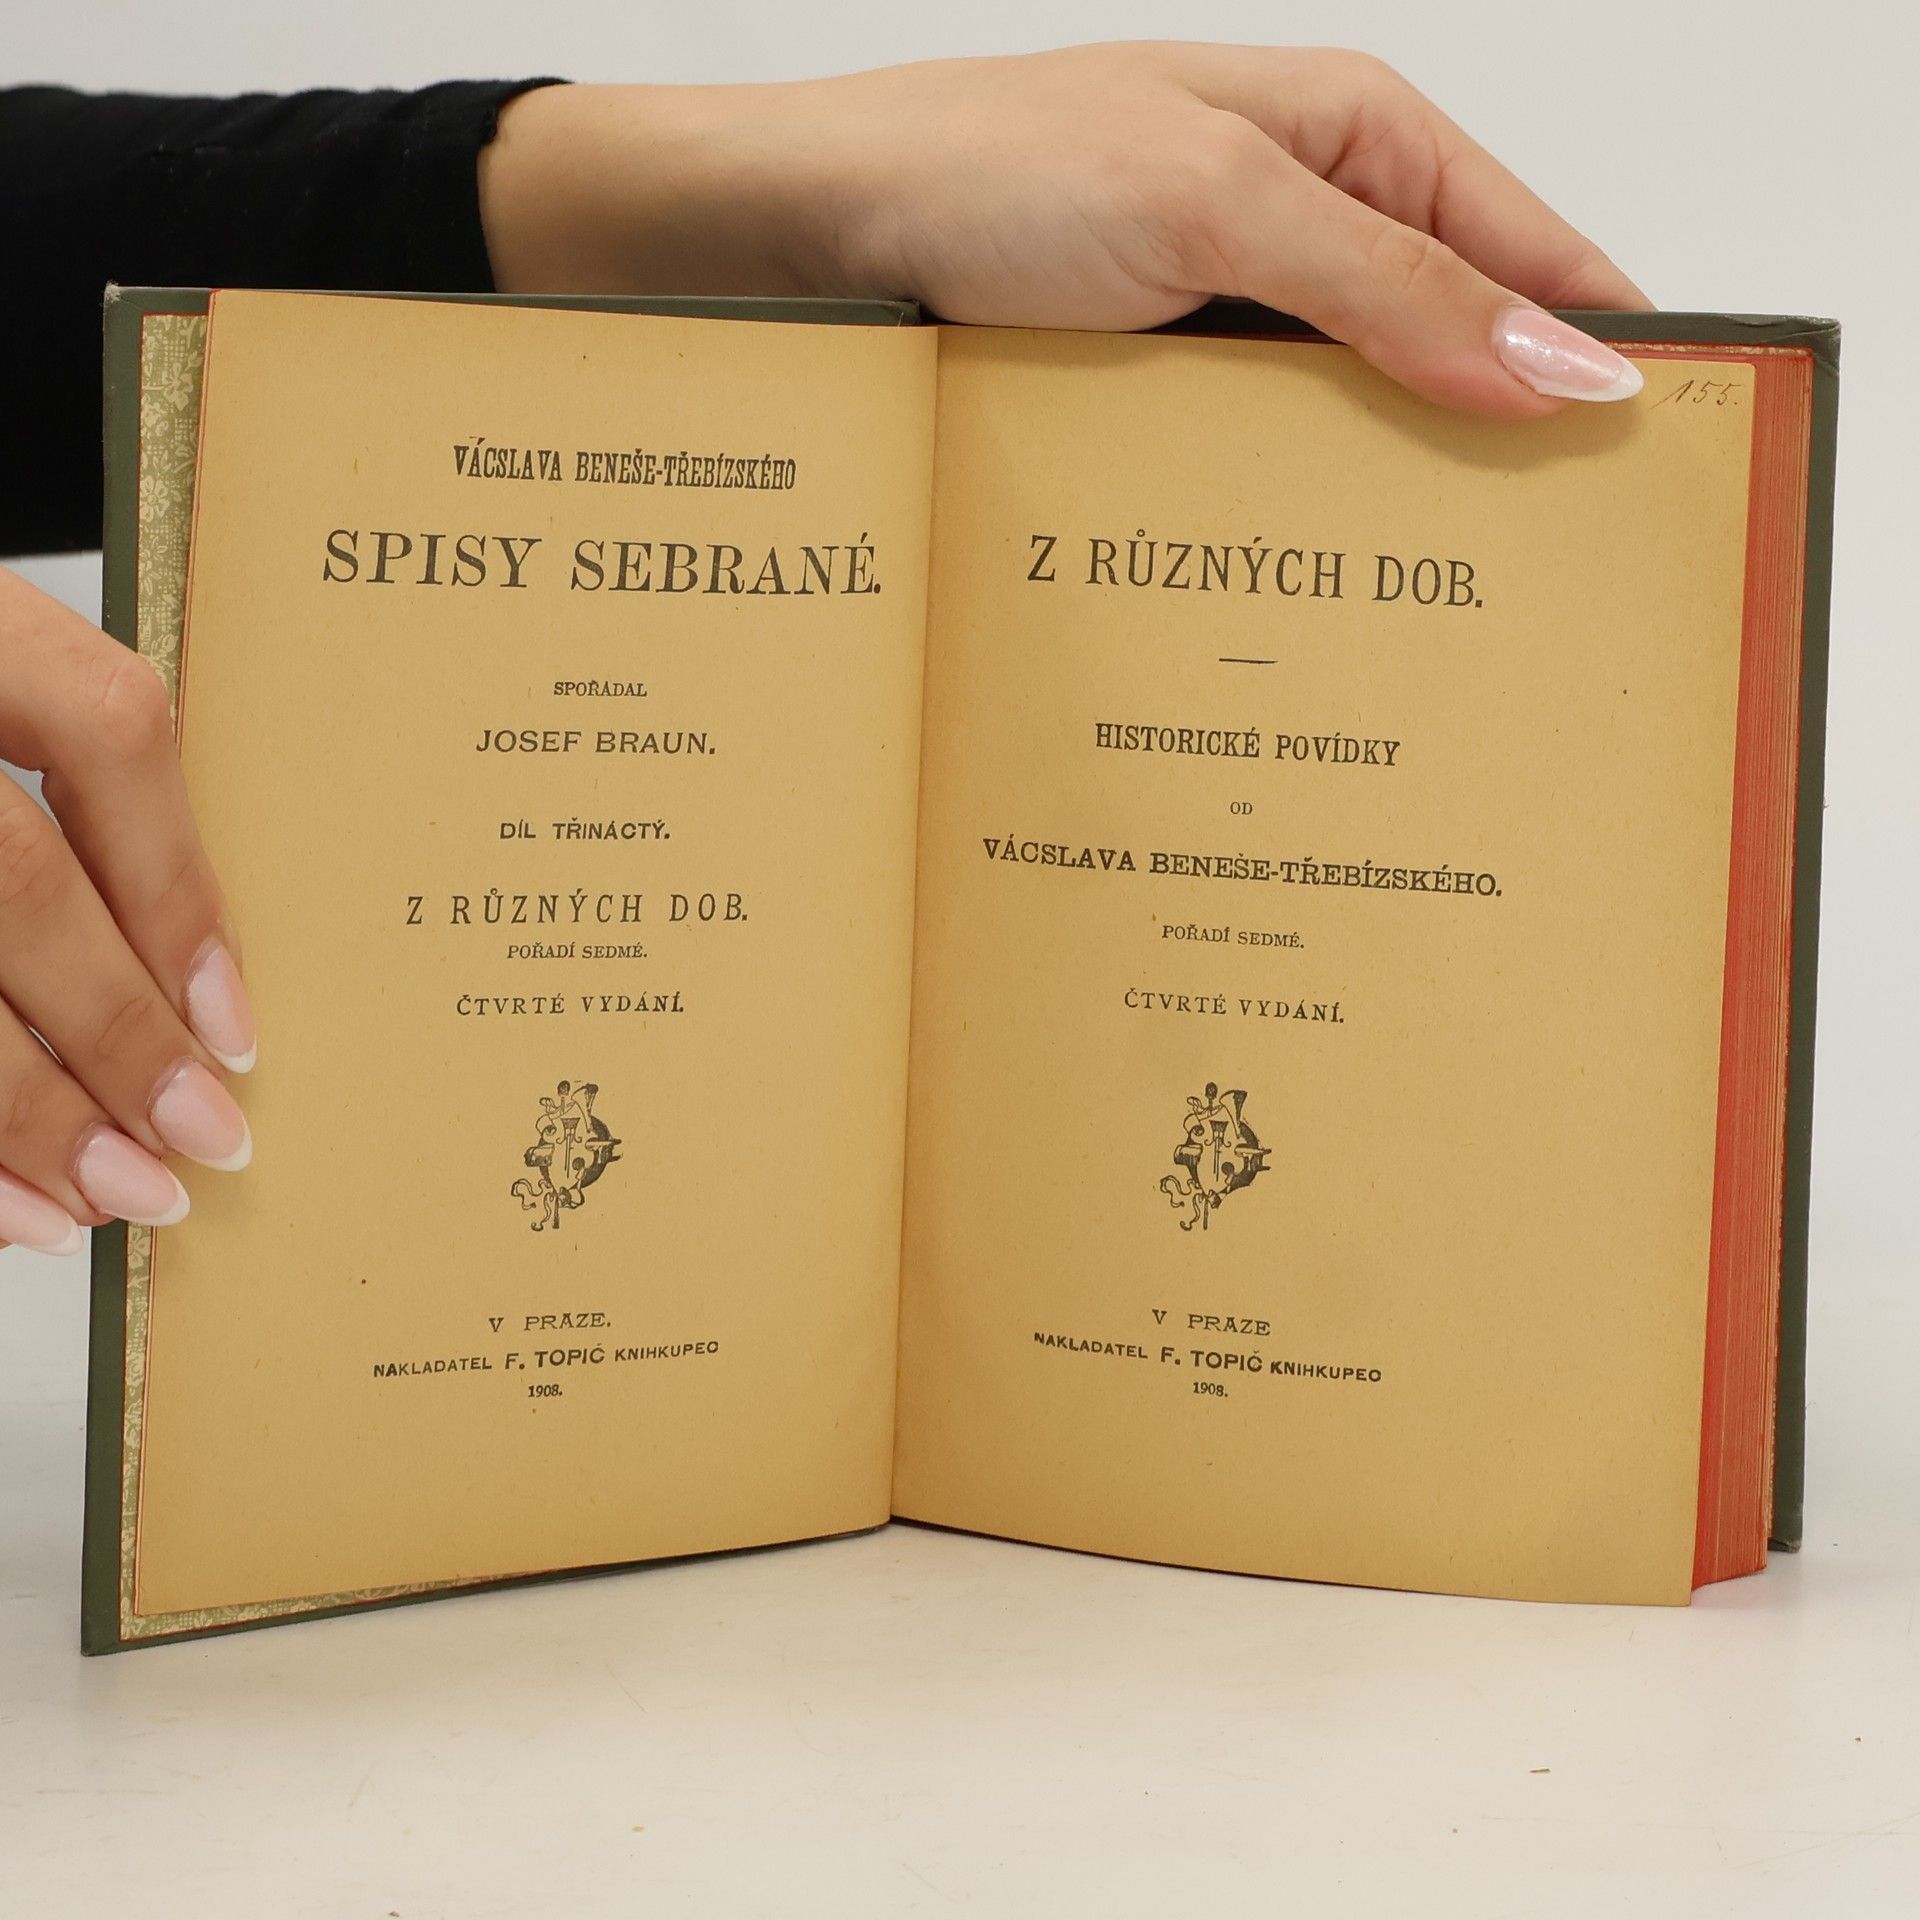 VÁCSLAVA BENEŠE-TŘEBÍZSKÉHO
SPISY SEBRANÉ.
SPOŘÁDAL
JOSEF BRAUN.
DÍL TŘINÁCTÝ.
Z RŮZNÝCH DOB.
POŘADÍ SEDMÉ.
ČTVRTÉ VYDÁNÍ.
V PRAZE.
NAKLADATEL F. TOPIČ KNIHKUPEC
1908.
155.
Z RŮZNÝCH DOB.
HISTORICKÉ POVÍDKY
OD
VÁCSLAVA BENEŠE-TŘEBÍZSKÉHO.
POŘADÍ SEDMÉ.
ČTVRTÉ VYDÁNÍ.
V PRAZE
NAKLADATEL F. TOPIČ KNIHKUPEC
1908.